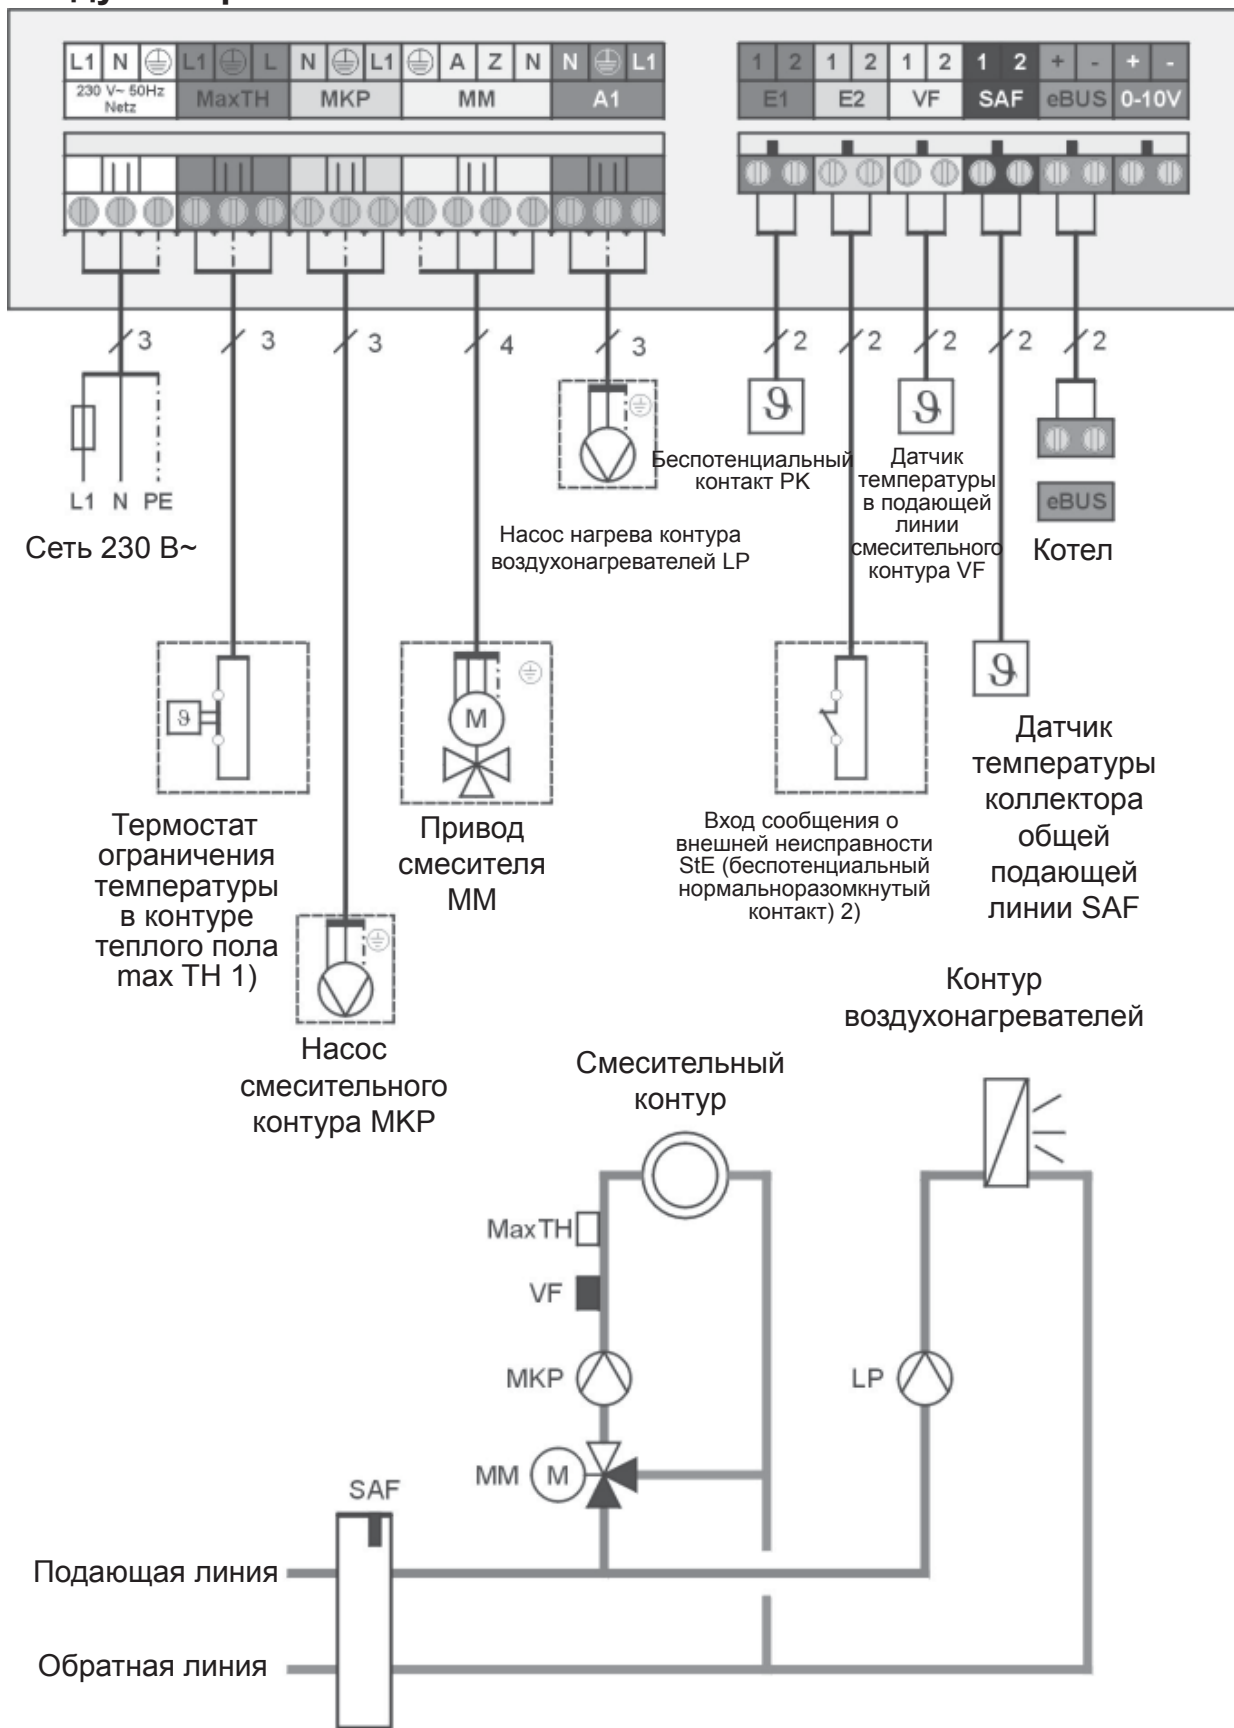 L1 N L1 L N L1 A Z N N L1
230 V~ 50Hz
Netz
MaxTH MKP MM A1
1 2 1 2 1 2 1 2 + - + -
E1 E2 VF SAF eBUS 0-10V
3 3 3 4 3 2 2 2 2 2
L1 N PE
Сеть 230 В~
Насос нагрева контура
воздухонагревателей LP
Беспотенциальный
контакт PK
Датчик
температуры
в подающей
линии
смесительного
контура VF
eBUS
Котел
Термостат
ограничения
температуры
в контуре
теплого пола
max TH 1)
M
Привод
смесителя
MM
Вход сообщения о
внешней неисправности
StE (беспотенциальный
нормальноразомкнутый
контакт) 2)
Датчик
температуры
коллектора
общей
подающей
линии SAF
Насос
смесительного
контура MKP
Смесительный
контур
Контур
воздухонагревателей
MaxTH
VF
MKP
LP
MM M
SAF
Подающая линия
Обратная линия